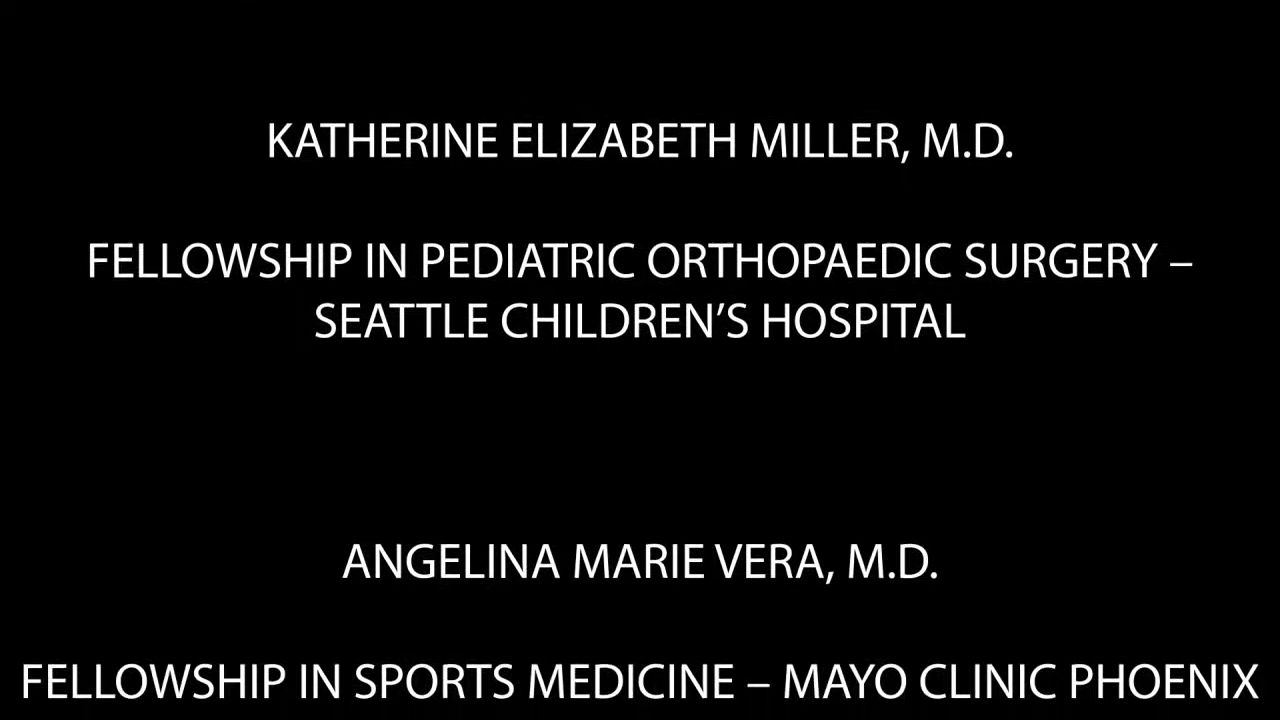 KATHERINE ELIZABETH MILLER, M.D.
FELLOWSHIP IN PEDIATRIC ORTHOPAEDIC SURGERY –
SEATTLE CHILDREN’S HOSPITAL
ANGELINA MARIE VERA, M.D.
FELLOWSHIP IN SPORTS MEDICINE – MAYO CLINIC PHOENIX